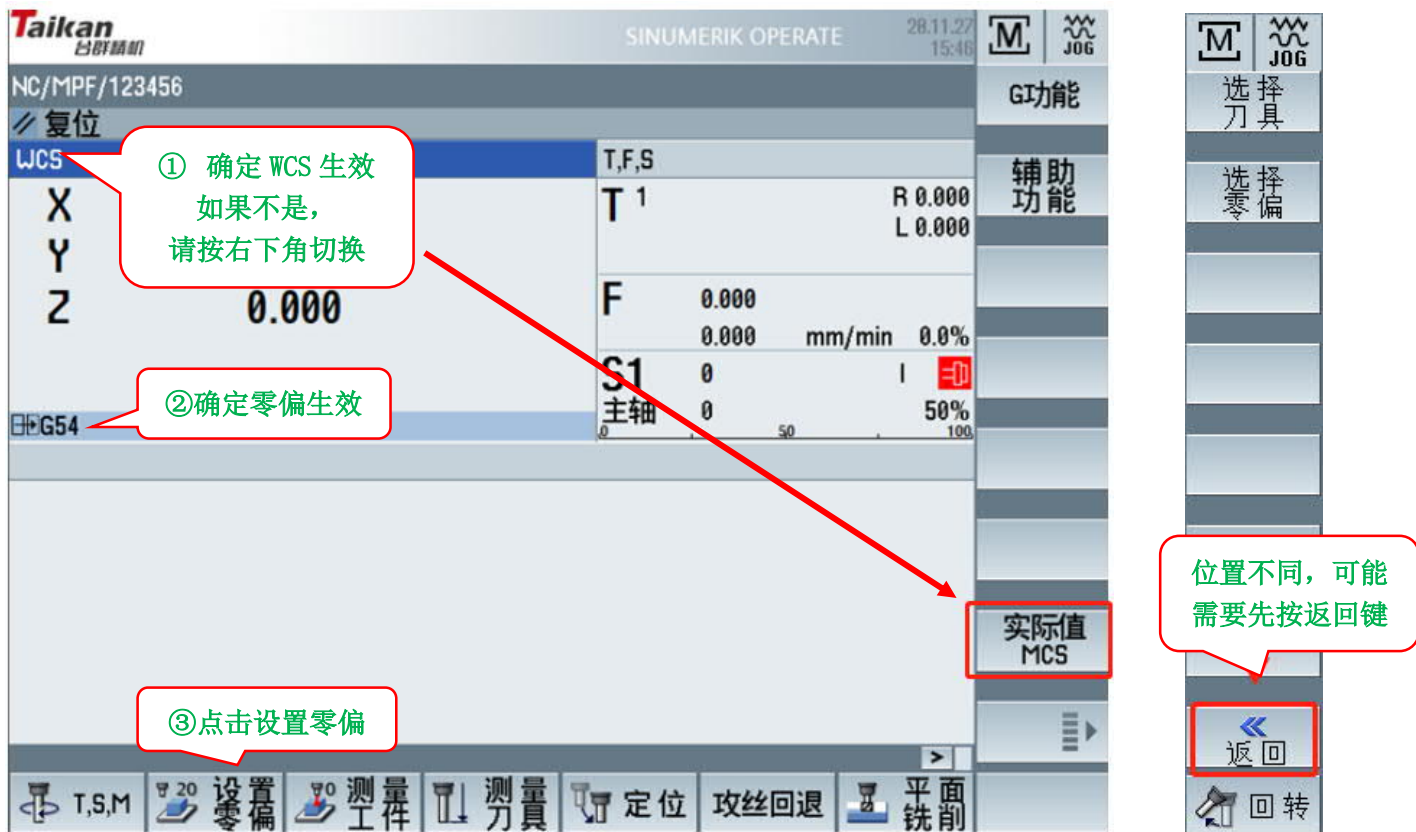 Taikan
台群精机
SINUMERIK OPERATE
28.11.27
15:46
M
JOG
NC/MPF/123456
复位
WCS
① 确定 WCS 生效
如果不是，
请按右下角切换
X
Y
Z 0.000
②确定零偏生效
G54
T,F,S
T 1 R 0.000
L 0.000
F 0.000
0.000 mm/min 0.0%
S1 0 I
主轴 0 50%
0 50 100
③点击设置零偏
>
T,S,M
设置
零偏
测量
工件
测量
刀具
定位
攻丝回退
平面
铣削
G功能
辅助
功能
实际值
MCS
M
JOG
选择
刀具
选择
零偏
位置不同，可能
需要先按返回键
«
返回
回转